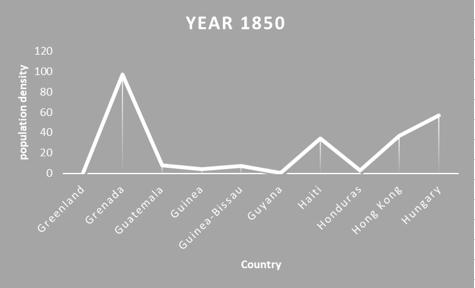 YEAR 1850
120
100
80
60
40
20
0
population density
Greenland
Grenada
Guatemala
Guinea
Guinea-Bissau
Guyana
Haiti
Honduras
Hong Kong
Hungary
Country